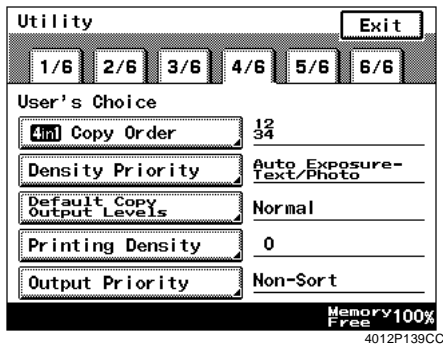 Utility
Exit
1/6 2/6 3/6 4/6 5/6 6/6
User's Choice
4in1 Copy Order
12
34
Density Priority
Auto Exposure-
Text/Photo
Default Copy
Output Levels
Normal
Printing Density
0
Output Priority
Non-Sort
Memory
Free 100%
4012P139CC